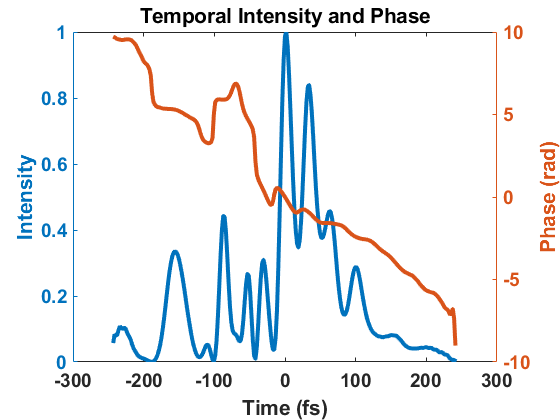 Temporal Intensity and Phase
1
0.8
0.6
0.4
0.2
0
Intensity
10
5
0
-5
-10
Phase (rad)
-300 -200 -100 0 100 200 300
Time (fs)